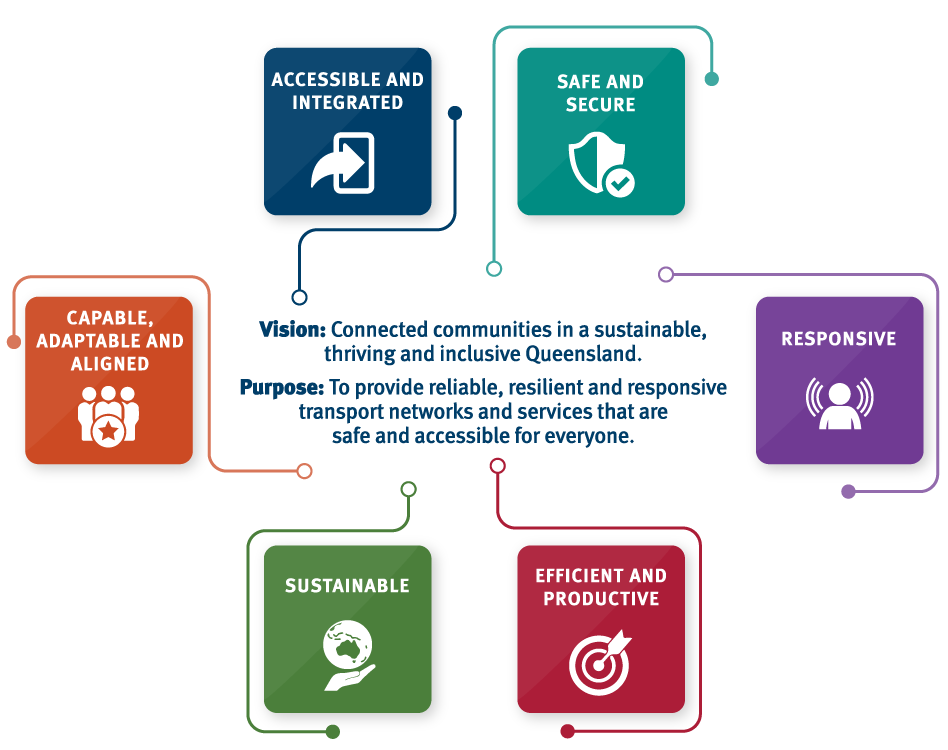 ACCESSIBLE AND
INTEGRATED
SAFE AND
SECURE
CAPABLE,
ADAPTABLE AND
ALIGNED
Vision: Connected communities in a sustainable,
thriving and inclusive Queensland.
Purpose: To provide reliable, resilient and responsive
transport networks and services that are
safe and accessible for everyone.
RESPONSIVE
SUSTAINABLE
EFFICIENT AND
PRODUCTIVE